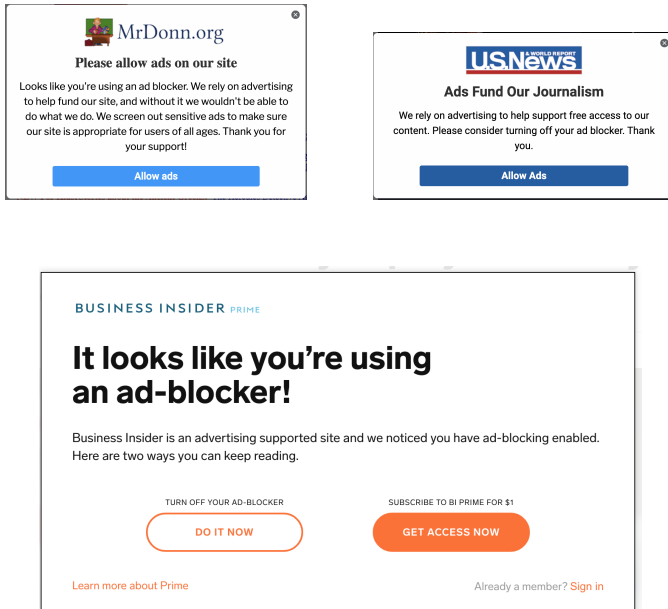 MrDonn.org
Please allow ads on our site
Looks like you're using an ad blocker. We rely on advertising
to help fund our site, and without it we wouldn't be able to
do what we do. We screen out sensitive ads to make sure
our site is appropriate for users of all ages. Thank you for
your support!
Allow ads
U.S.News
& WORLD REPORT
Ads Fund Our Journalism
We rely on advertising to help support free access to our
content. Please consider turning off your ad blocker. Thank
you.
Allow Ads
BUSINESS INSIDER PRIME
It looks like you’re using
an ad-blocker!
Business Insider is an advertising supported site and we noticed you have ad-blocking enabled.
Here are two ways you can keep reading.
TURN OFF YOUR AD-BLOCKER
DO IT NOW
SUBSCRIBE TO BI PRIME FOR $1
GET ACCESS NOW
Learn more about Prime
Already a member? Sign in